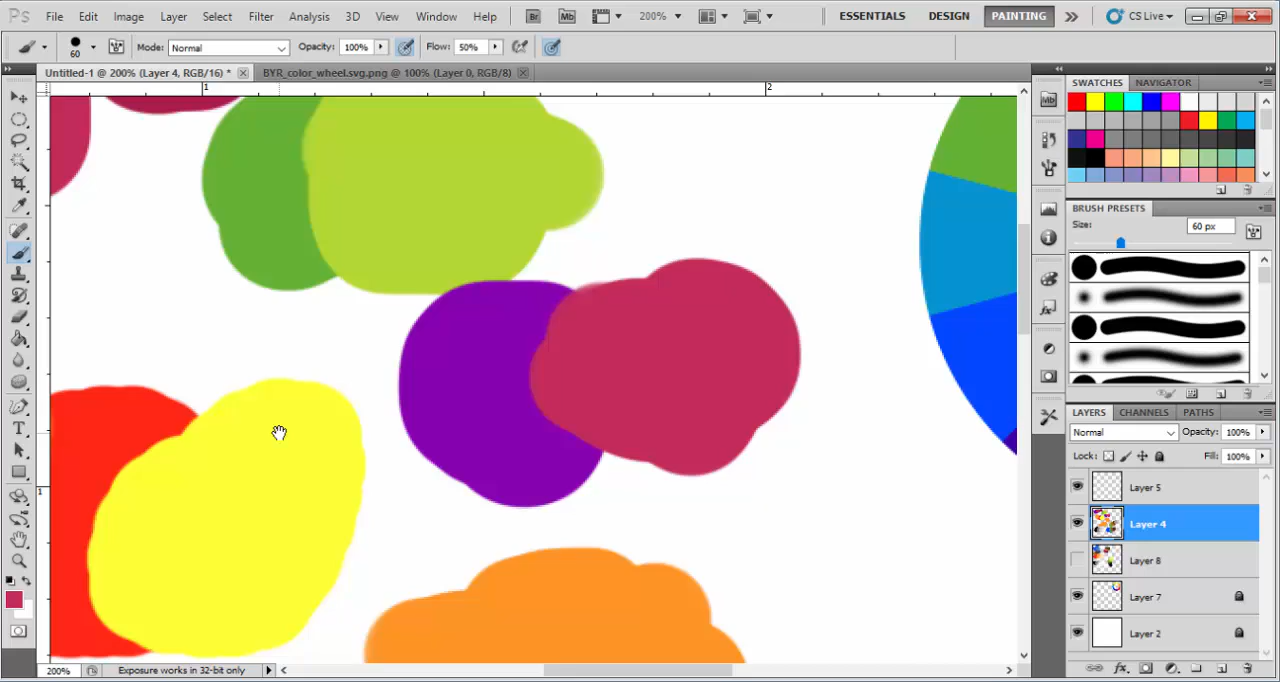 Ps File Edit Image Layer Select Filter Analysis 3D View Window Help Br Mb 200% ESSENTIALS DESIGN PAINTING CS Live
60 Mode: Normal Opacity: 100% Flow: 50%
Untitled-1 @ 200% (Layer 4, RGB/16) * BYR_color_wheel.svg.png @ 100% (Layer 0, RGB/8)
1 2
SWATCHES NAVIGATOR
Mb
BRUSH PRESETS
Size: 60 px
LAYERS CHANNELS PATHS
Normal Opacity: 100%
Lock: Fill: 100%
Layer 5
1
Layer 4
Layer 8
Layer 7
Layer 2
200% Exposure works in 32-bit only
fx